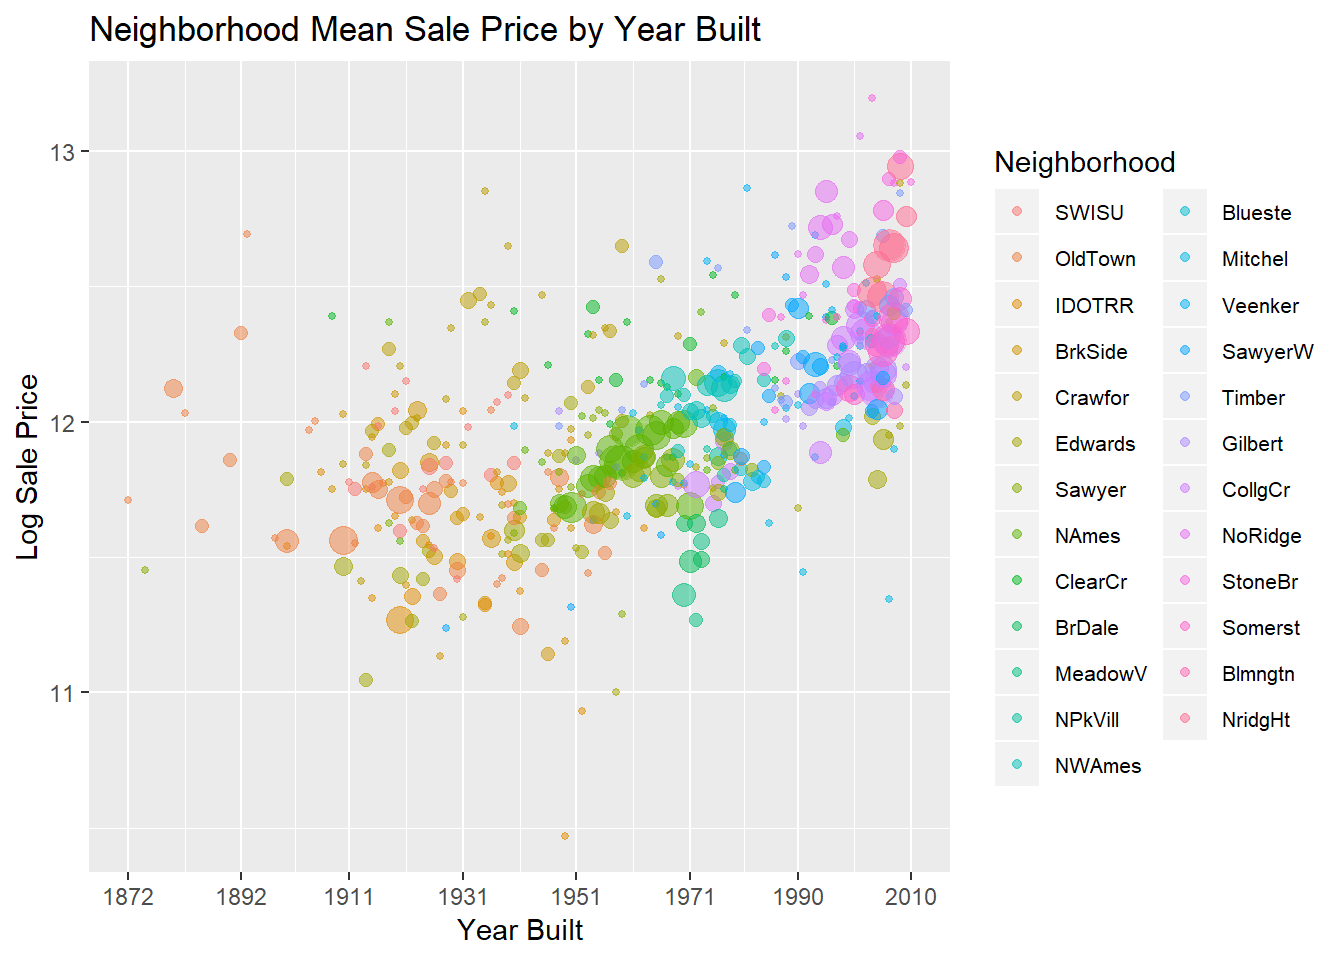 Neighborhood Mean Sale Price by Year Built
Log Sale Price
13
12
11
1872 1892 1911 1931 1951 1971 1990 2010
Year Built
Neighborhood
SWISU
OldTown
IDOTRR
BrkSide
Crawfor
Edwards
Sawyer
NAmes
ClearCr
BrDale
MeadowV
NPkVill
NWAmes
Blueste
Mitchel
Veenker
SawyerW
Timber
Gilbert
CollgCr
NoRidge
StoneBr
Somerst
Blmngtn
NridgHt